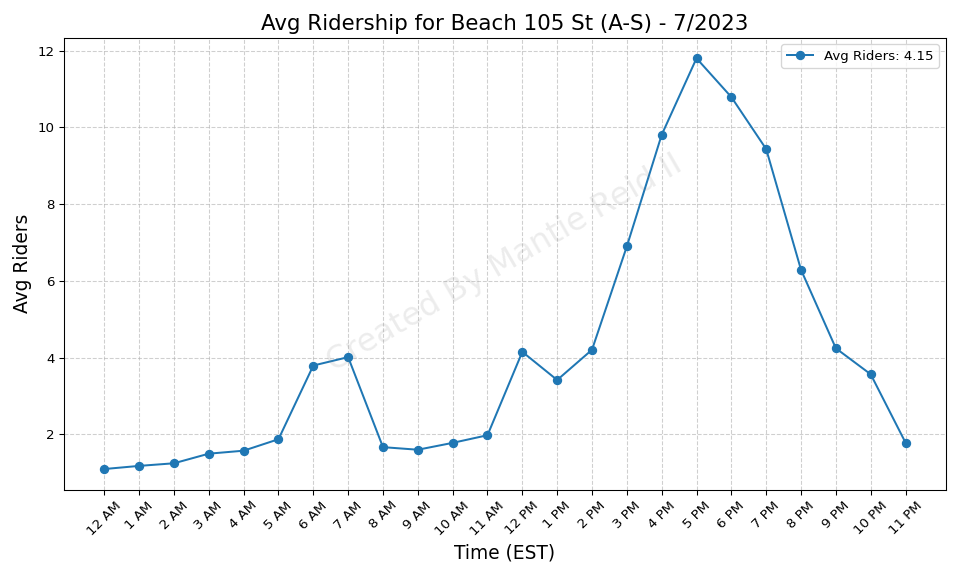 Avg Ridership for Beach 105 St (A-S) - 7/2023
Avg Riders: 4.15
12
10
8
6
4
2
Avg Riders
Created By Mantie Reid II
12 AM
1 AM
2 AM
3 AM
4 AM
5 AM
6 AM
7 AM
8 AM
9 AM
10 AM
11 AM
12 PM
1 PM
2 PM
3 PM
4 PM
5 PM
6 PM
7 PM
8 PM
9 PM
10 PM
11 PM
Time (EST)